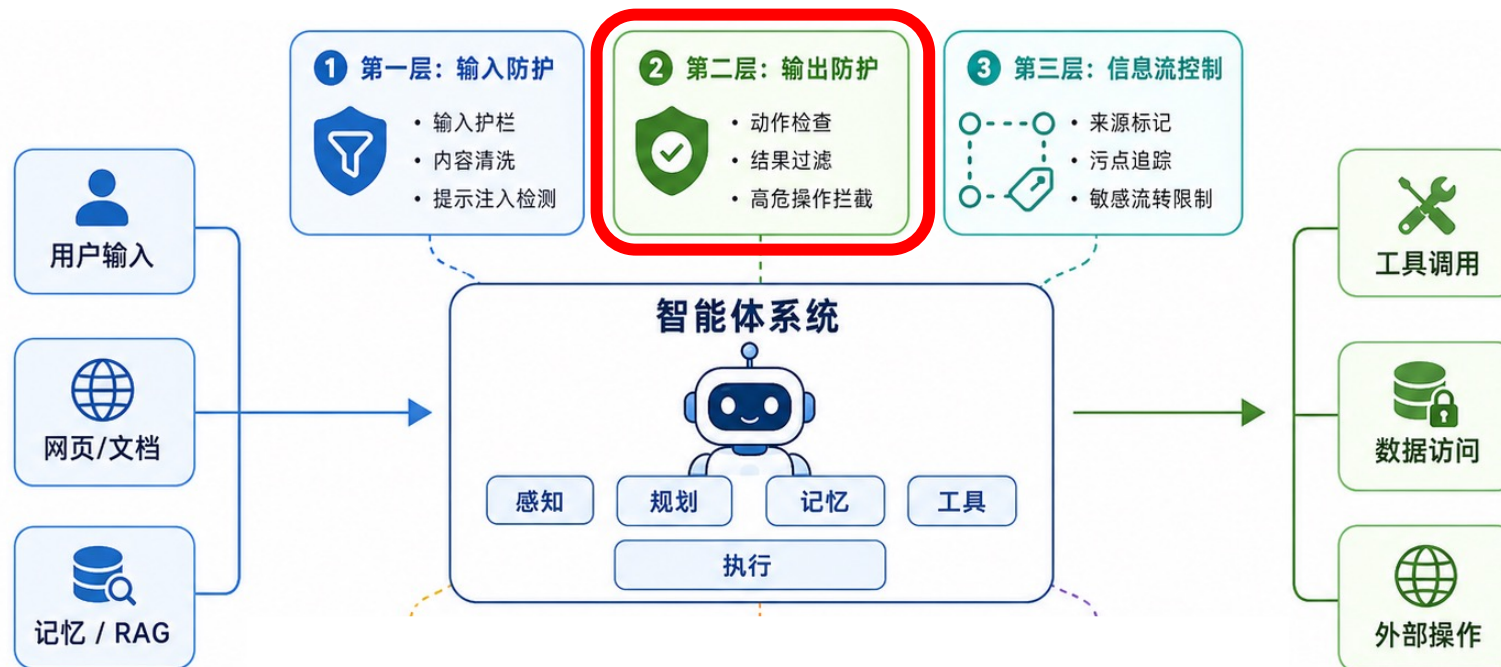 1 第一层：输入防护
• 输入护栏
• 内容清洗
• 提示注入检测
2 第二层：输出防护
• 动作检查
• 结果过滤
• 高危操作拦截
3 第三层：信息流控制
• 来源标记
• 污点追踪
• 敏感流转限制
用户输入
网页/文档
记忆 / RAG
智能体系统
感知
规划
记忆
工具
执行
工具调用
数据访问
外部操作